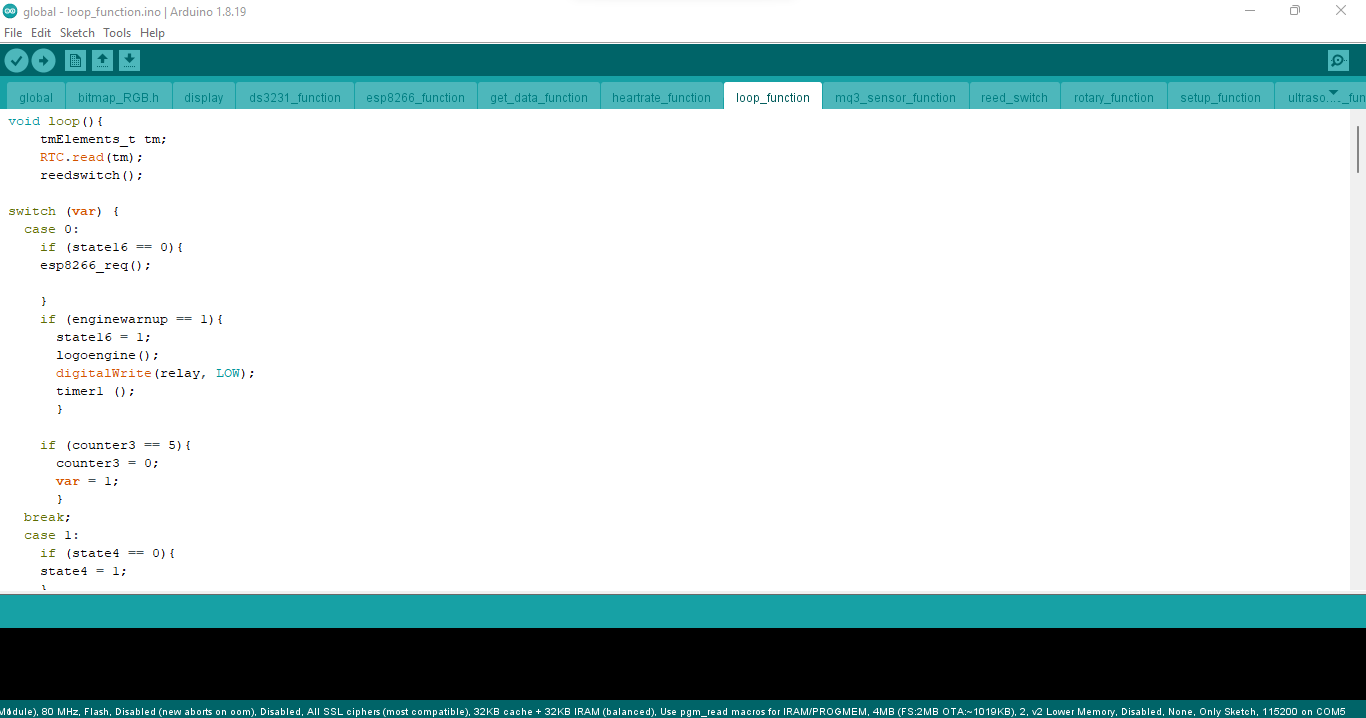 global - loop_function.ino | Arduino 1.8.19
File Edit Sketch Tools Help
global bitmap_RGB.h display ds3231_function esp8266_function get_data_function heartrate_function loop_function mq3_sensor_function reed_switch rotary_function setup_function
void loop(){
tmElements_t tm;
RTC.read(tm);
reedswitch();
switch (var) {
case 0:
if (state16 == 0){
esp8266_req();
}
if (enginewarnup == 1){
state16 = 1;
logoengine();
digitalWrite(relay, LOW);
timer1 ();
}
if (counter3 == 5){
counter3 = 0;
var = 1;
}
break;
case 1:
if (state4 == 0){
state4 = 1;
80 MHz, Flash, Disabled (new aborts on oom), Disabled, All SSL ciphers (most compatible), 32KB cache + 32KB IRAM (balanced), Use pgm_read macros for IRAM/PROGMEM, 4MB (FS:2MB OTA:~1019KB), 2, v2 Lower Memory, Disabled, None, Only Sketch, 115200 on COM5